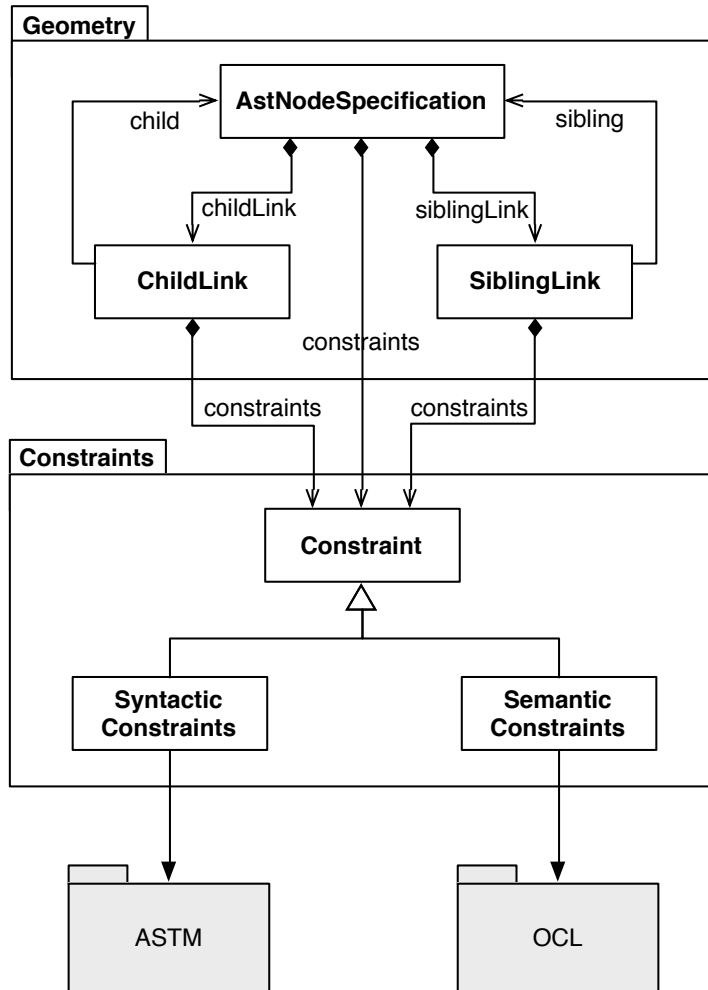 Geometry
AstNodeSpecification
child
sibling
childLink
siblingLink
ChildLink
SiblingLink
constraints
constraints
constraints
Constraints
Constraint
Syntactic
Constraints
Semantic
Constraints
ASTM
OCL